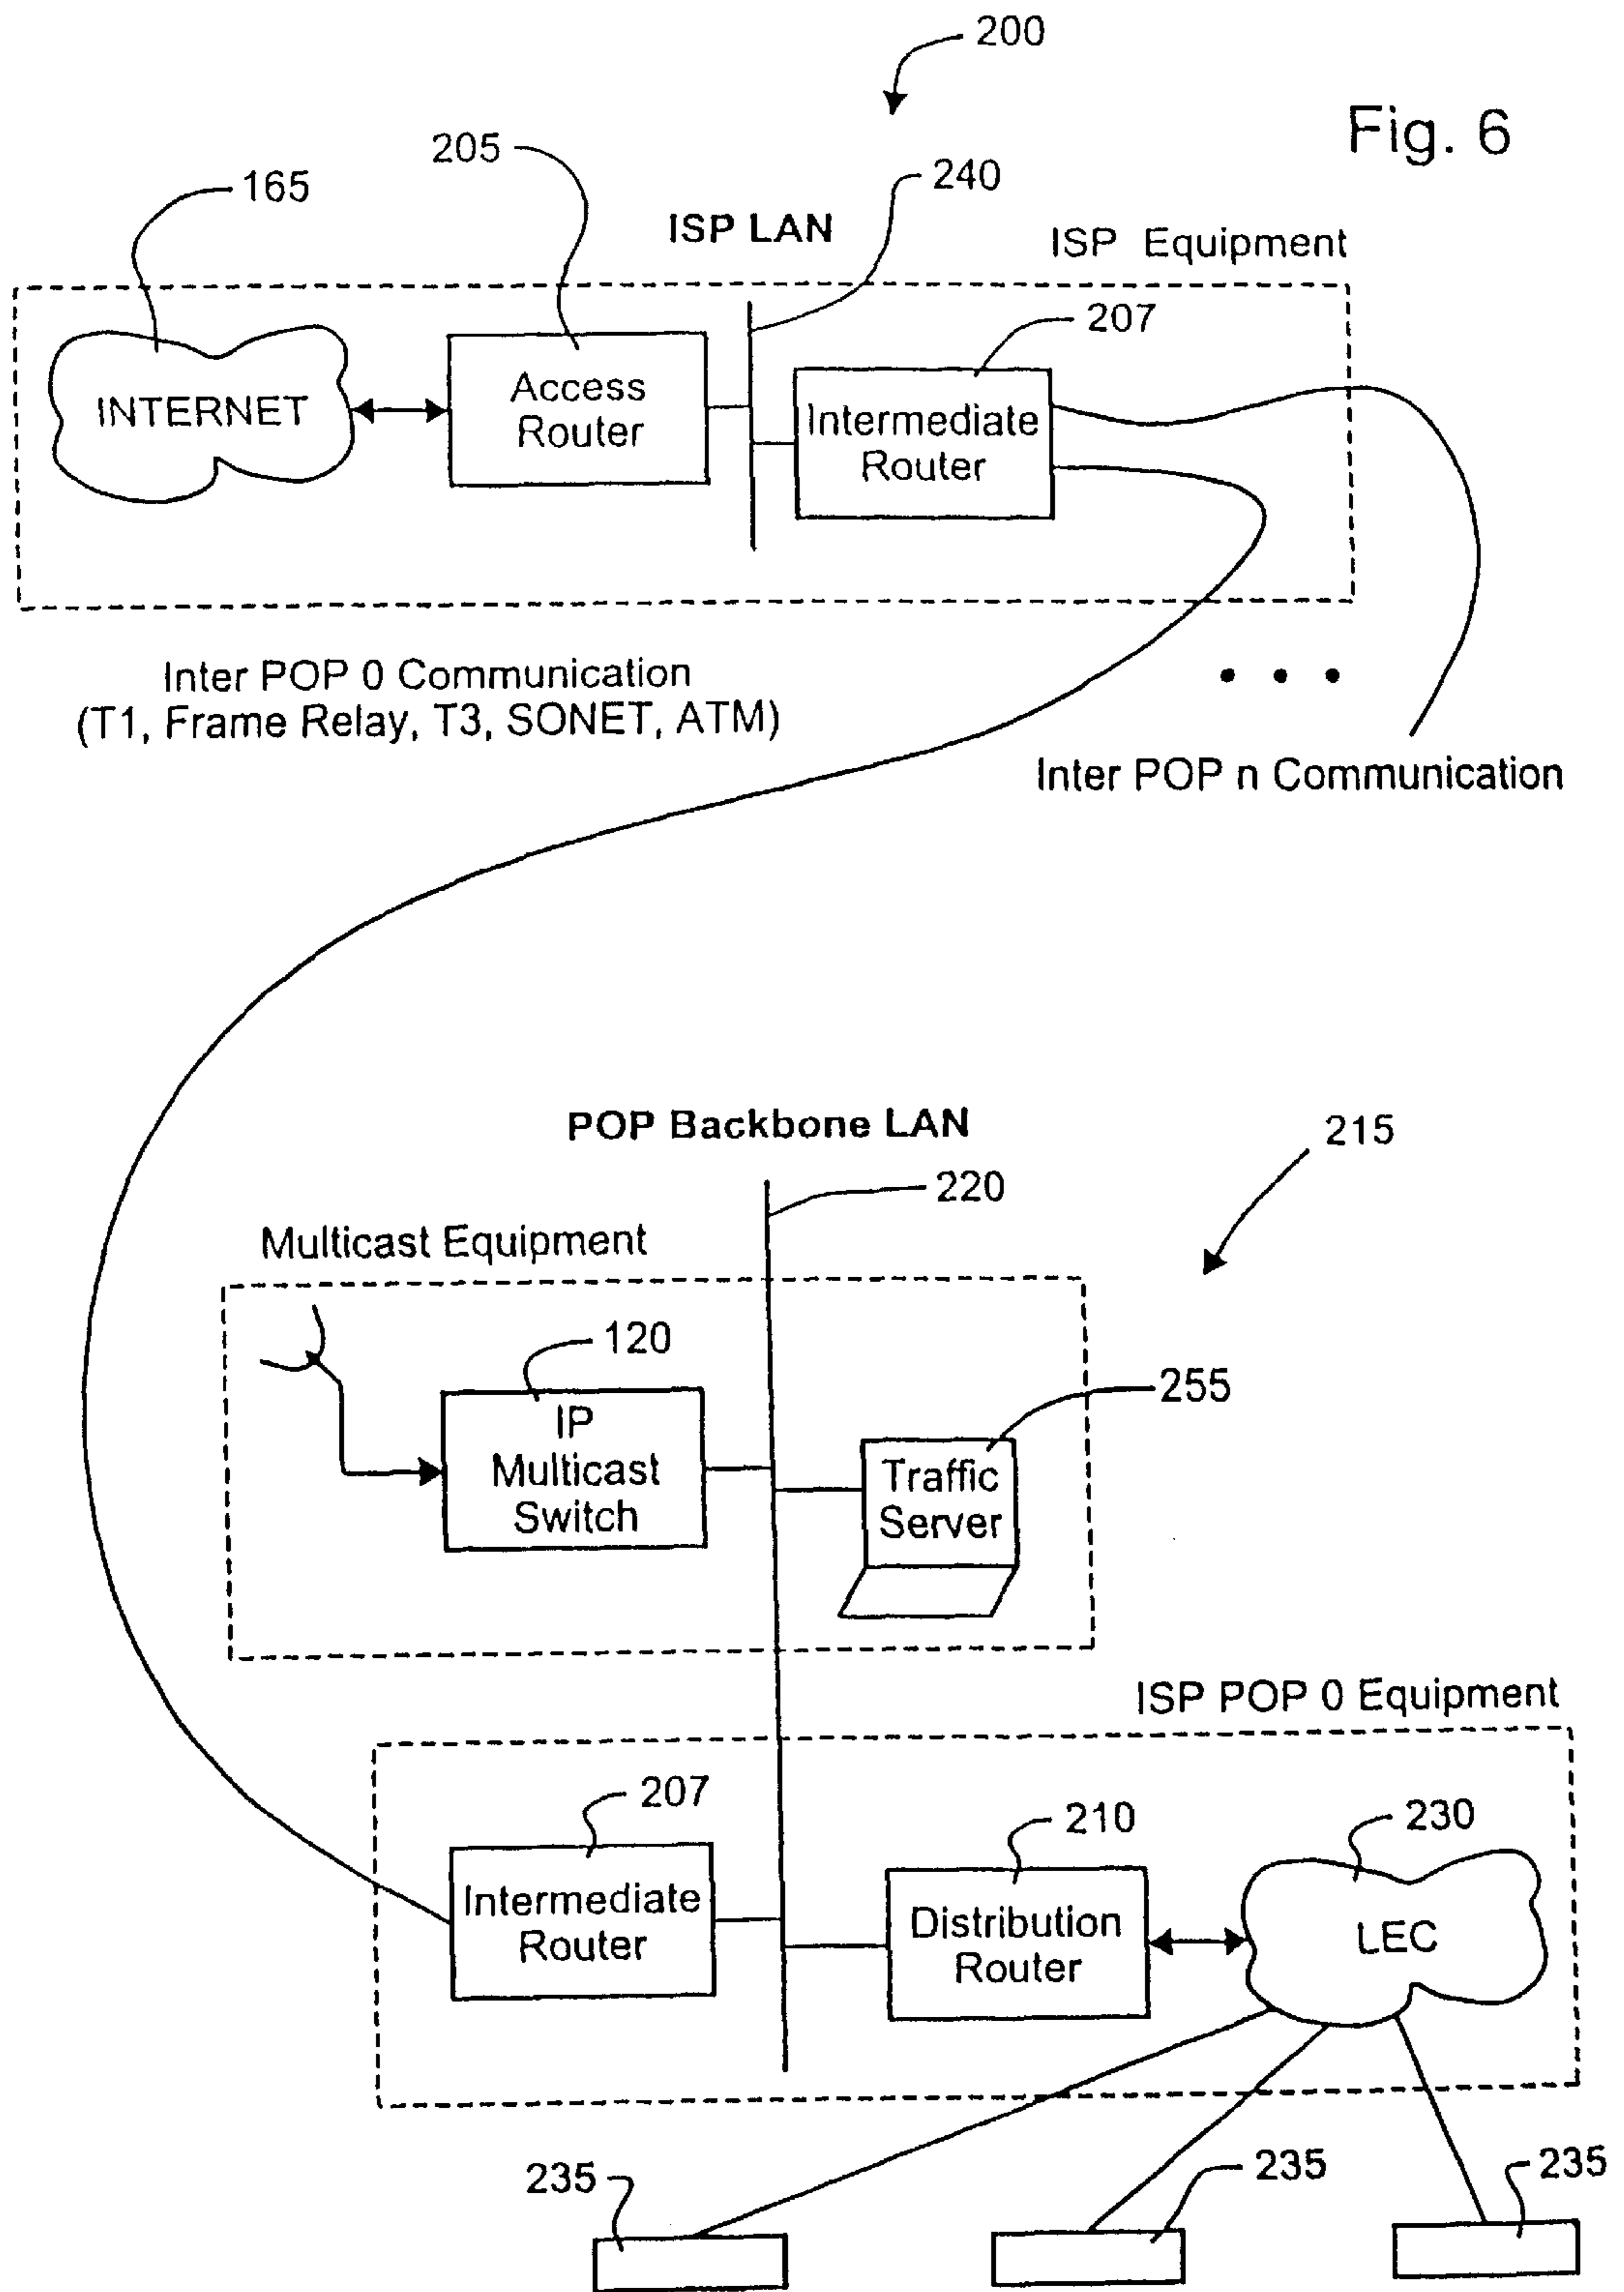 200
Fig. 6
205
165
240
ISP LAN
ISP Equipment
207
INTERNET
Access
Router
Intermediate
Router
Inter POP 0 Communication
(T1, Frame Relay, T3, SONET, ATM)
• • •
Inter POP n Communication
POP Backbone LAN
215
220
Multicast Equipment
120
255
IP
Multicast
Switch
Traffic
Server
ISP POP 0 Equipment
207
210
230
Intermediate
Router
Distribution
Router
LEC
235
235
235